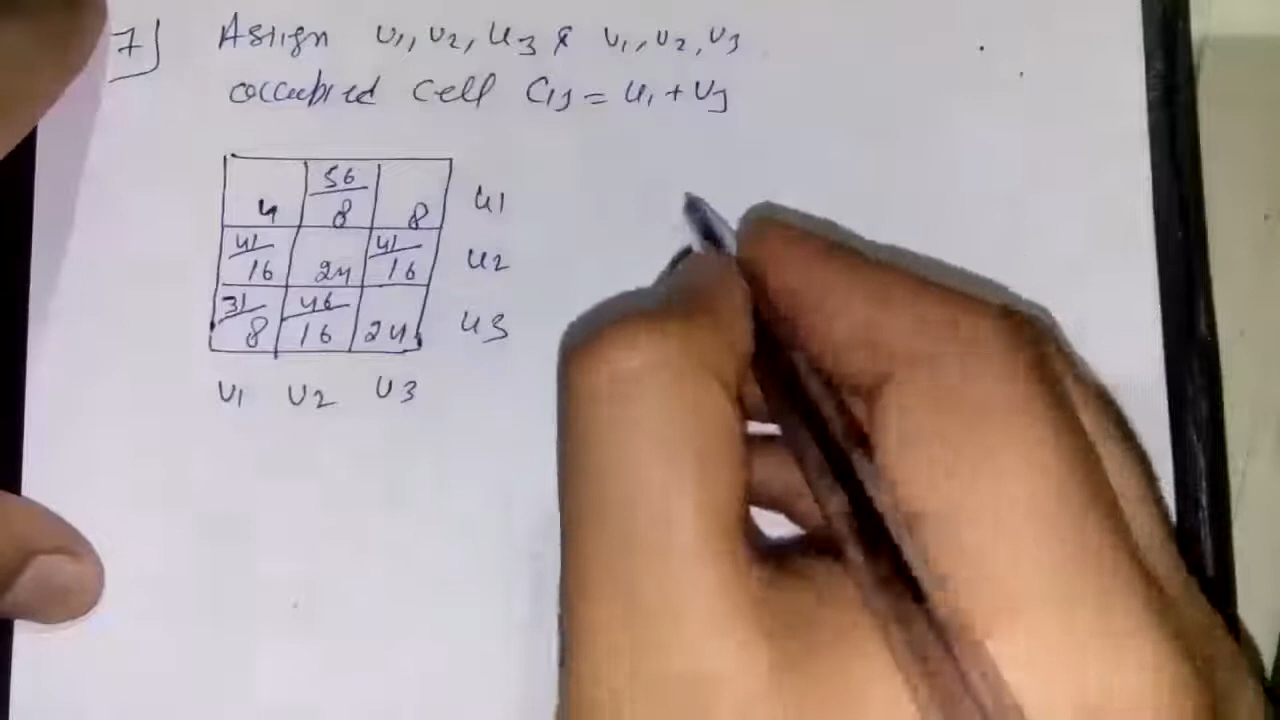 7] Assign U1, U2, U3 & V1, V2, V3
occupied cell Cij = Ui + Vj
56
4 8 8 U1
41 41
16 24 16 U2
31 46
8 16 24 U3
V1 V2 V3